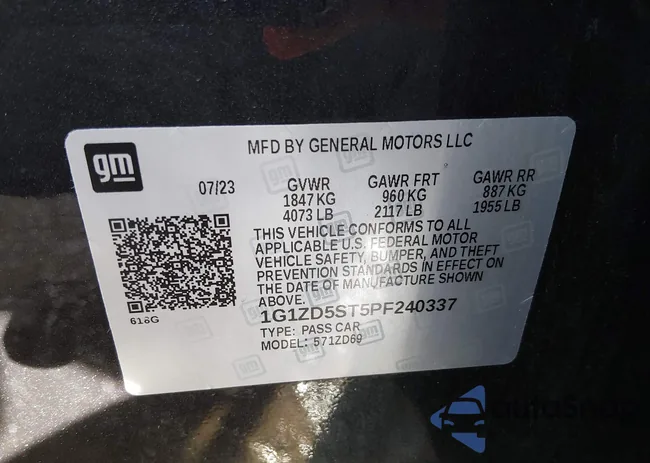 gm
MFD BY GENERAL MOTORS LLC
07/23 GVWR GAWR FRT GAWR RR
1847 KG 960 KG 887 KG
4073 LB 2117 LB 1955 LB
THIS VEHICLE CONFORMS TO ALL
APPLICABLE U.S. FEDERAL MOTOR
VEHICLE SAFETY, BUMPER, AND THEFT
PREVENTION STANDARDS IN EFFECT ON
THE DATE OF MANUFACTURE SHOWN
ABOVE.
618G
1G1ZD5ST5PF240337
TYPE: PASS CAR
MODEL: 571ZD69